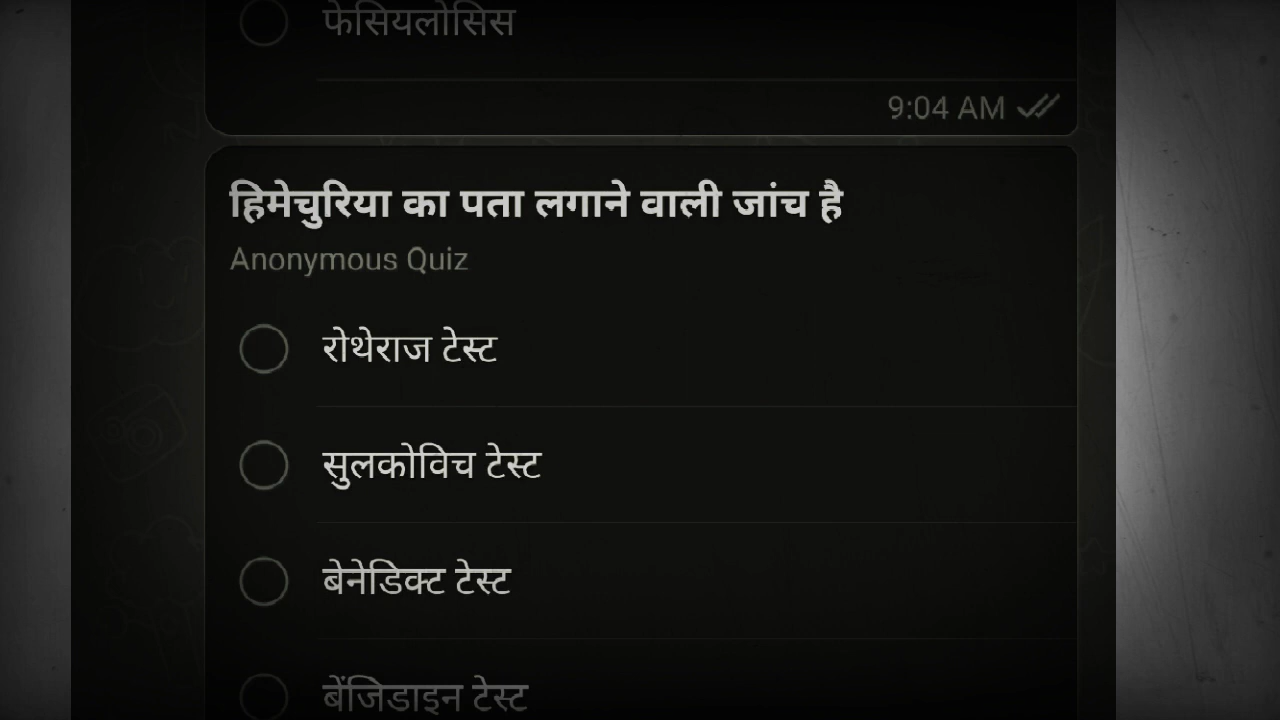 फेसियलोसिस
9:04 AM
हिमेचुरिया का पता लगाने वाली जांच है
Anonymous Quiz
रोथेराज टेस्ट
सुलकोविच टेस्ट
बेनेडिक्ट टेस्ट
बेंजिडाइन टेस्ट